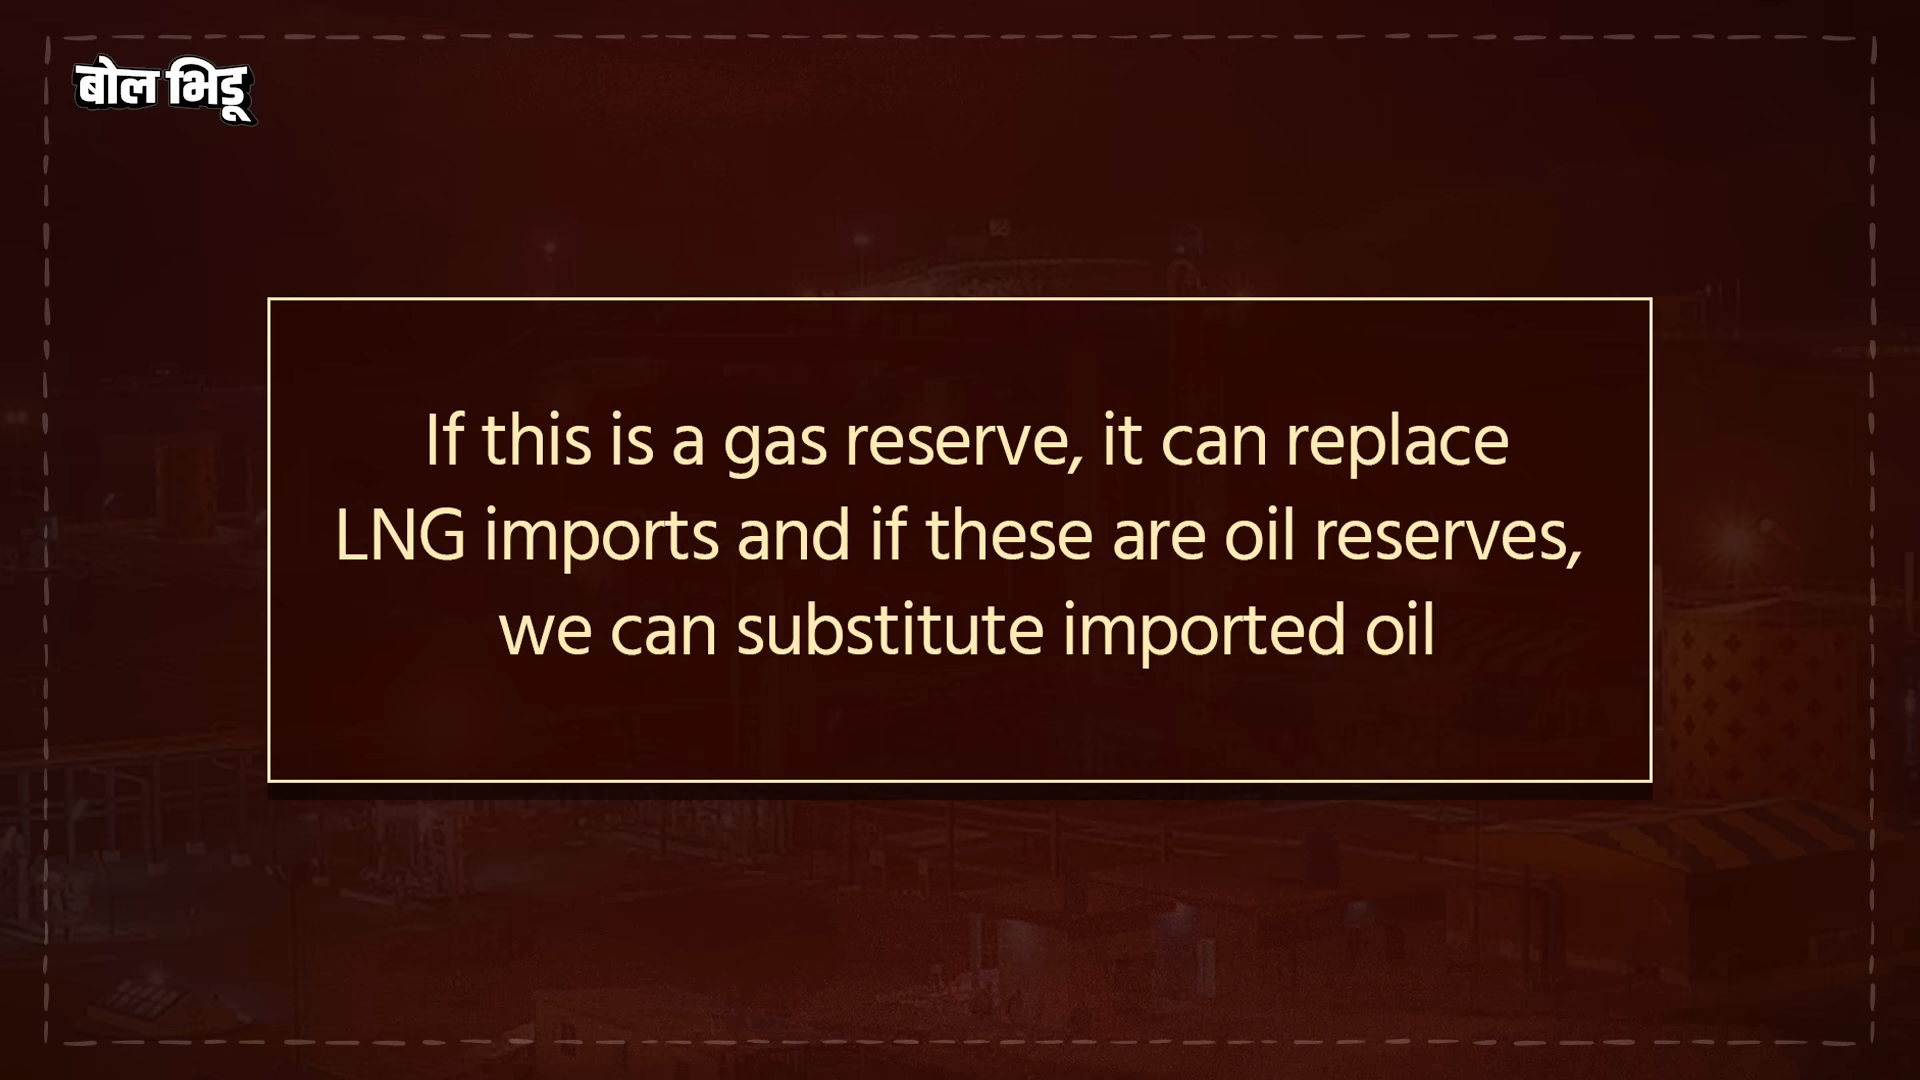 बोल भिडू
If this is a gas reserve, it can replace
LNG imports and if these are oil reserves,
we can substitute imported oil